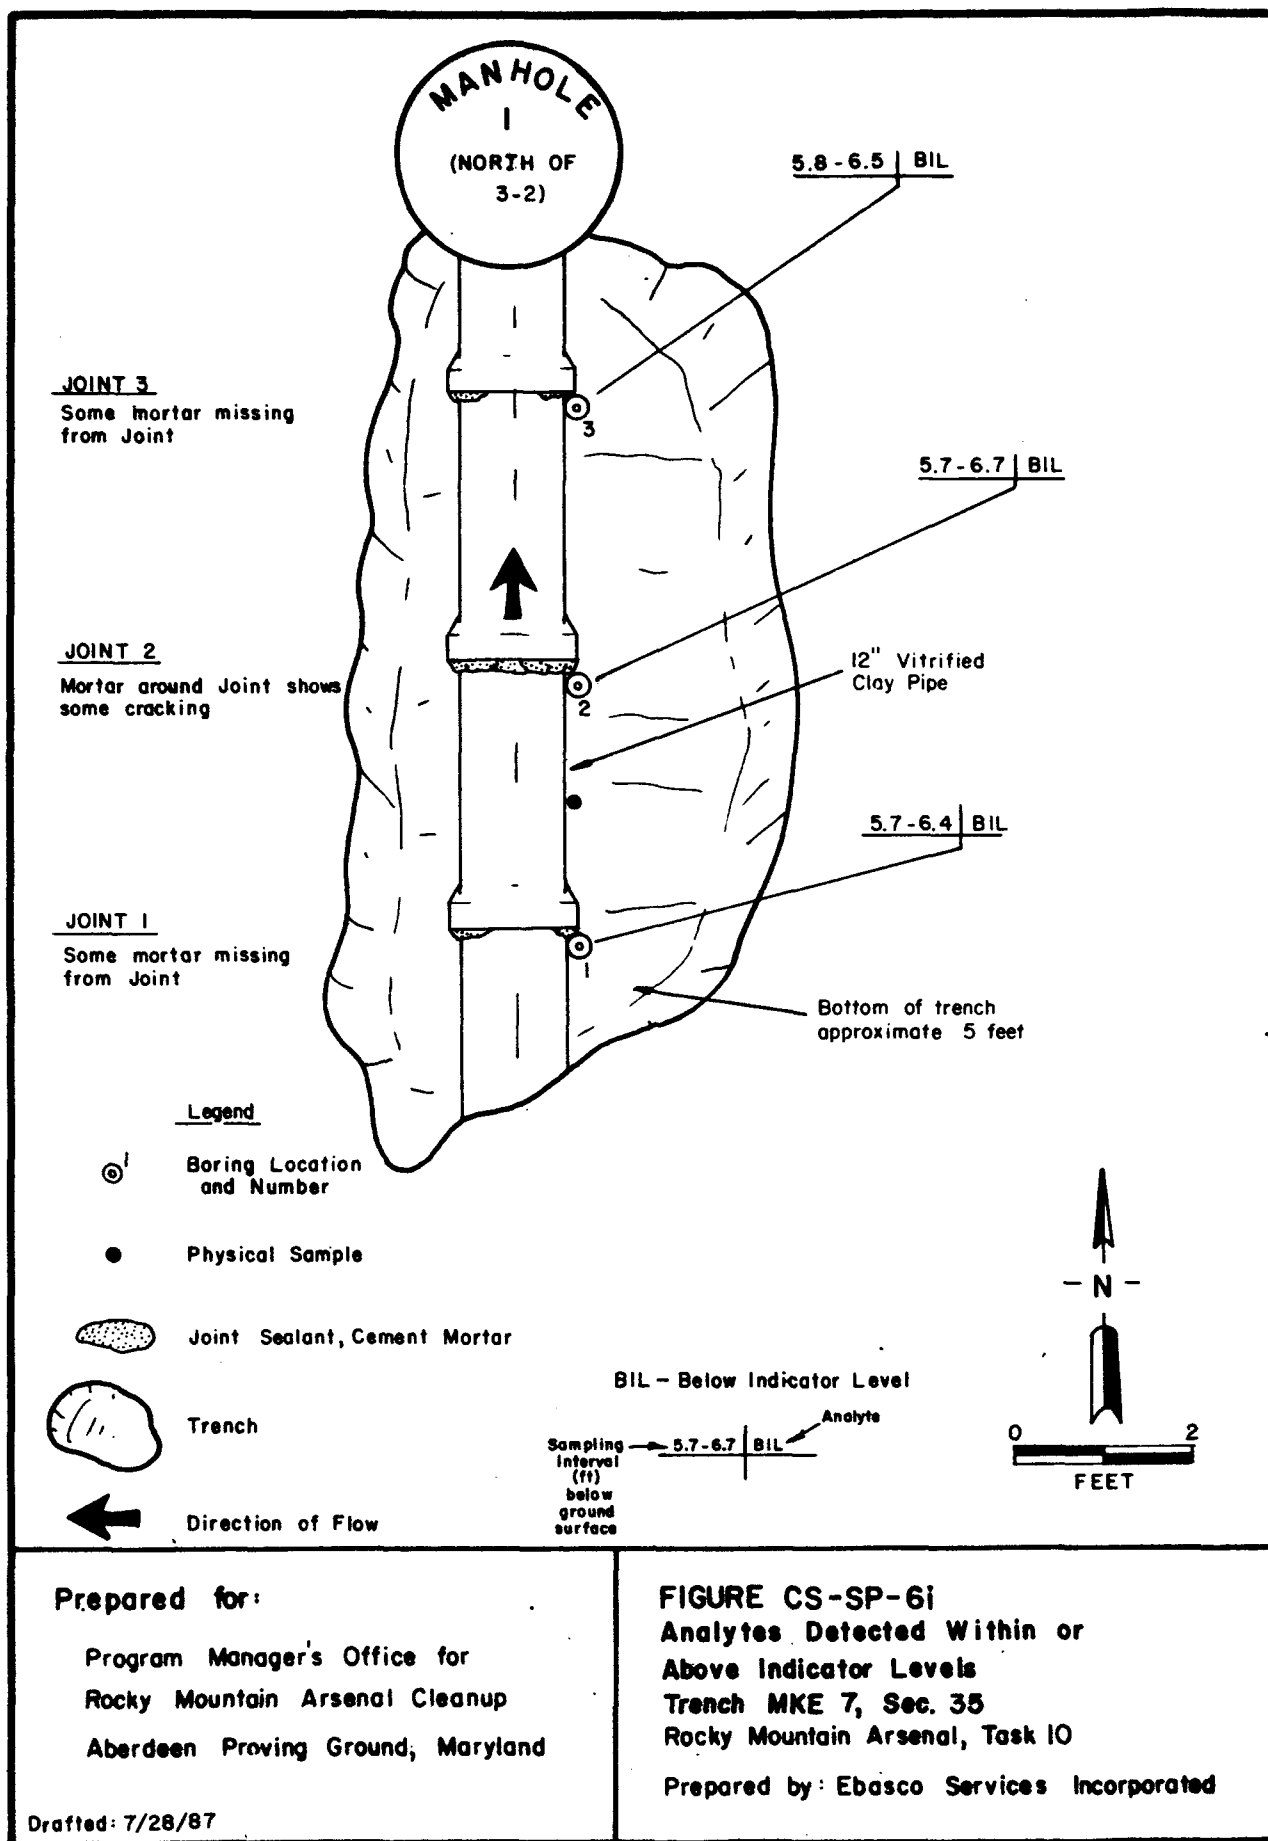 MANHOLE
1
(NORTH OF
3-2)
5.8-6.5 | BIL
JOINT 3
Some mortar missing
from Joint
3
5.7-6.7 | BIL
JOINT 2
Mortar around Joint shows
some cracking
2
12" Vitrified
Clay Pipe
5.7-6.4 | BIL
JOINT 1
Some mortar missing
from Joint
1
Bottom of trench
approximate 5 feet
Legend
1
Boring Location
and Number
Physical Sample
Joint Sealant, Cement Mortar
Trench
Direction of Flow
BIL - Below Indicator Level
Analyte
Sampling
Interval
(ft)
below
ground
surface
5.7-6.7 | BIL
- N -
0 2
FEET
Prepared for:
Program Manager's Office for
Rocky Mountain Arsenal Cleanup
Aberdeen Proving Ground, Maryland
Drafted: 7/28/87
FIGURE CS-SP-6i
Analytes Detected Within or
Above Indicator Levels
Trench MKE 7, Sec. 35
Rocky Mountain Arsenal, Task 10
Prepared by: Ebasco Services Incorporated